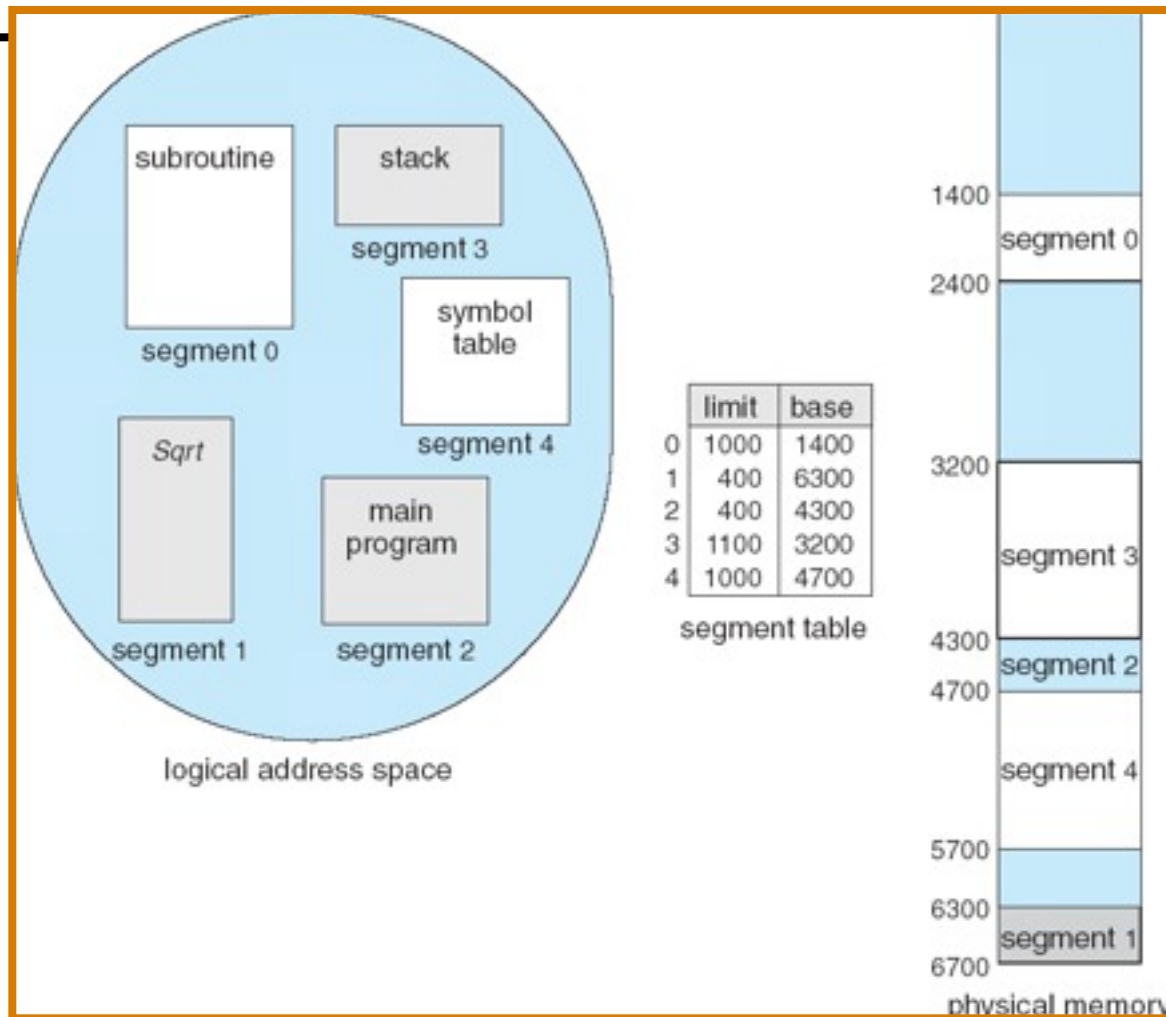 subroutine
segment 0
stack
segment 3
symbol
table
segment 4
Sqrt
segment 1
main
program
segment 2
logical address space
limit base
0 1000 1400
1 400 6300
2 400 4300
3 1100 3200
4 1000 4700
segment table
1400
segment 0
2400
3200
segment 3
4300
segment 2
4700
segment 4
5700
6300
segment 1
6700
physical memory